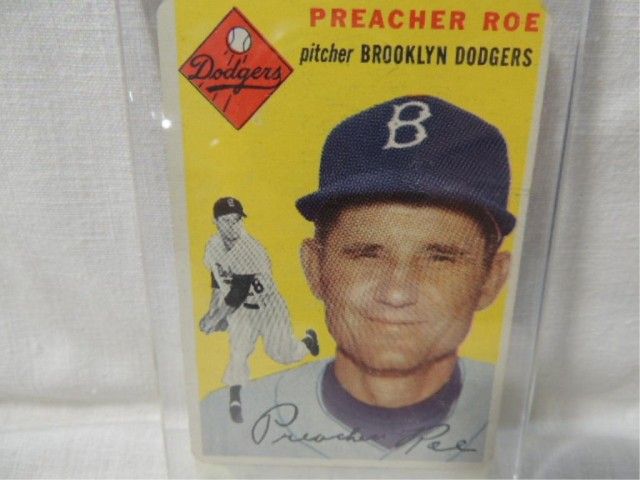 PREACHER ROE
Dodgers
pitcher BROOKLYN DODGERS
B
Preacher Roe